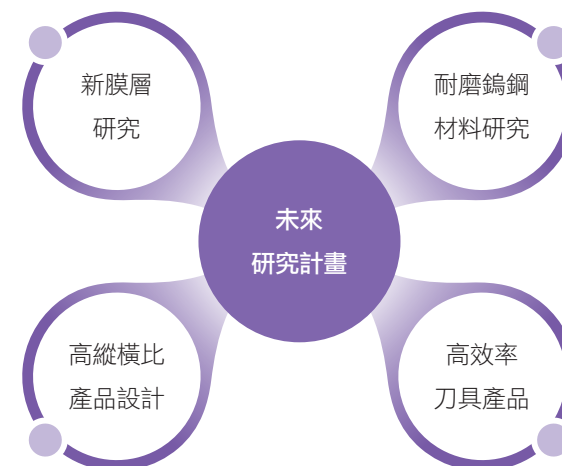 新膜層
研究
耐磨鎢鋼
材料研究
未來
研究計畫
高縱橫比
產品設計
高效率
刀具產品